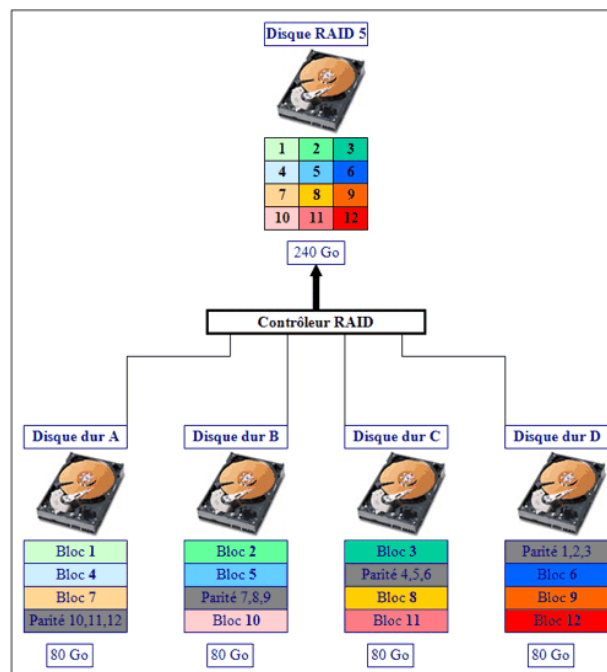 Disque RAID 5
1 2 3
4 5 6
7 8 9
10 11 12
240 Go
Contrôleur RAID
Disque dur A Disque dur B Disque dur C Disque dur D
Bloc 1 Bloc 2 Bloc 3 Parité 1,2,3
Bloc 4 Bloc 5 Parité 4,5,6 Bloc 6
Bloc 7 Parité 7,8,9 Bloc 8 Bloc 9
Parité 10,11,12 Bloc 10 Bloc 11 Bloc 12
80 Go 80 Go 80 Go 80 Go